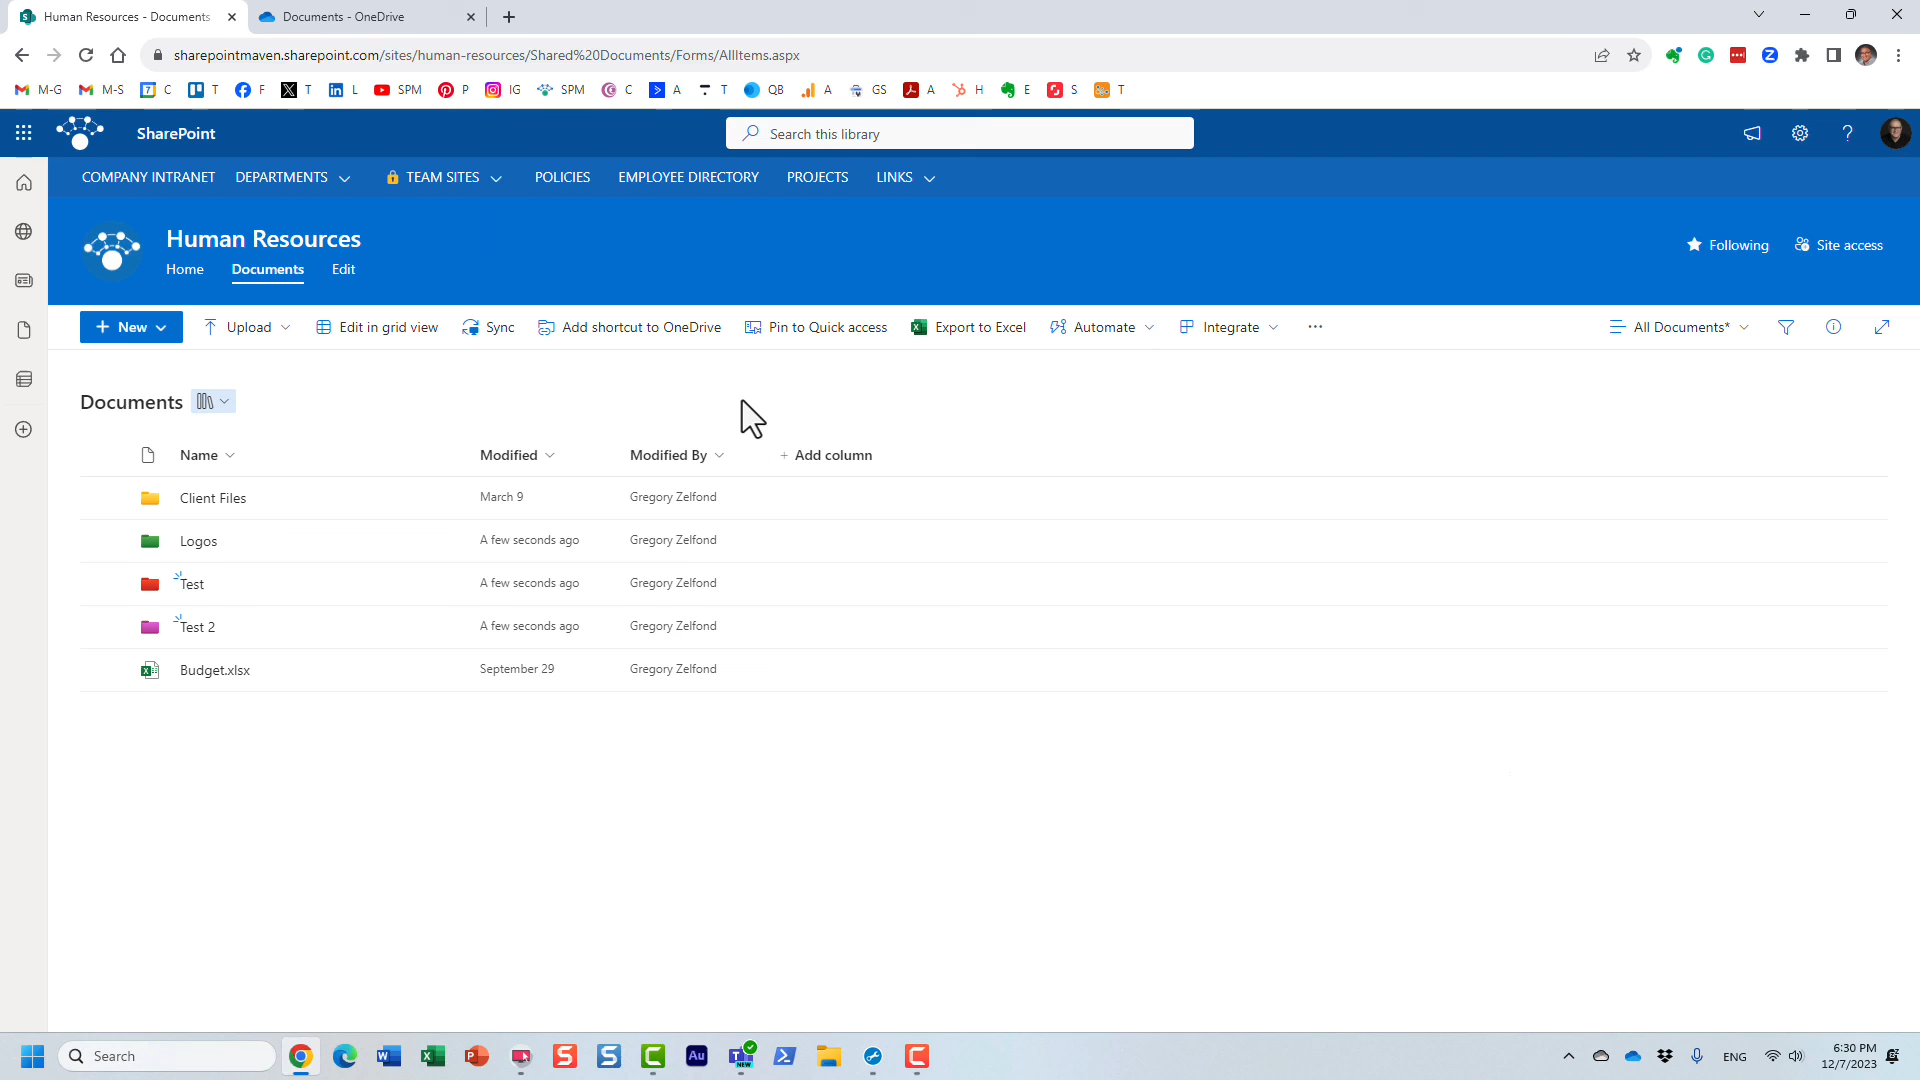 Human Resources - Documents
Documents - OneDrive
sharepointmaven.sharepoint.com/sites/human-resources/Shared%20Documents/Forms/AllItems.aspx
M-G M-S C T F T L SPM P IG SPM C A T QB A GS A H E S T
SharePoint
Search this library
COMPANY INTRANET DEPARTMENTS TEAM SITES POLICIES EMPLOYEE DIRECTORY PROJECTS LINKS
Human Resources
Home Documents Edit
Following Site access
New Upload Edit in grid view Sync Add shortcut to OneDrive Pin to Quick access Export to Excel Automate Integrate ... All Documents*
Documents
Name Modified Modified By + Add column
Client Files March 9 Gregory Zelfond
Logos A few seconds ago Gregory Zelfond
Test A few seconds ago Gregory Zelfond
Test 2 A few seconds ago Gregory Zelfond
Budget.xlsx September 29 Gregory Zelfond
Search
ENG
6:30 PM
12/7/2023